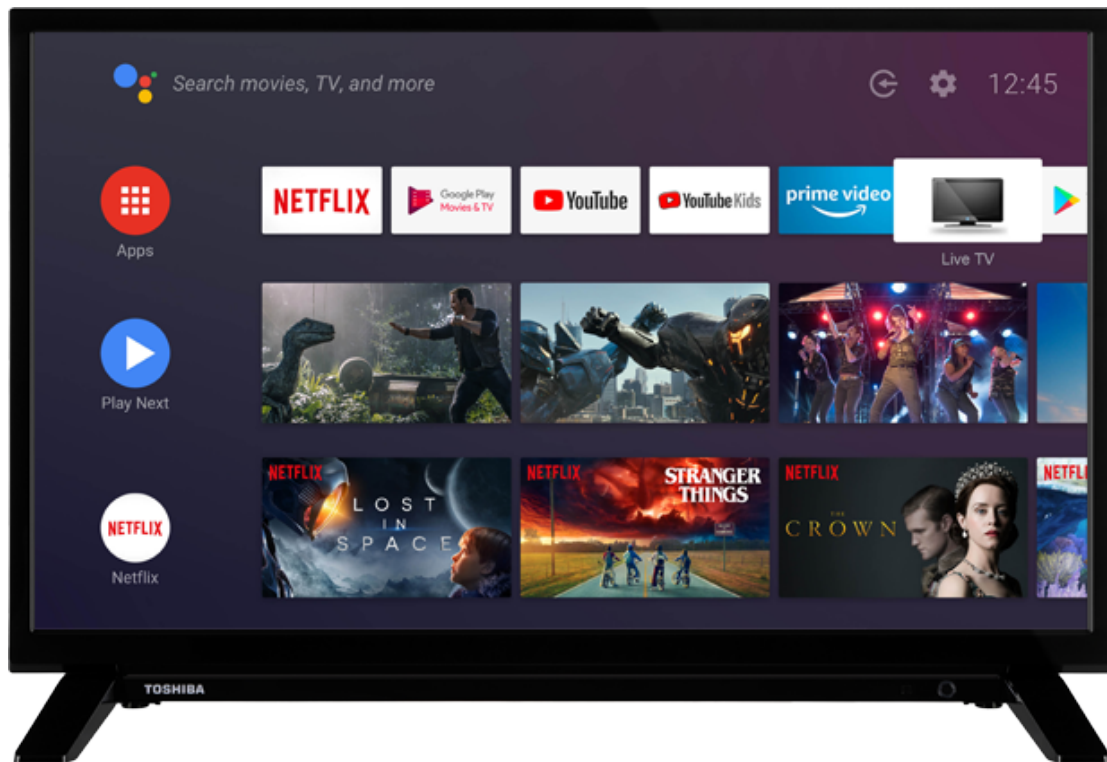 Search movies, TV, and more
12:45
Apps
NETFLIX
Google Play
Movies & TV
YouTube
YouTube Kids
prime video
Live TV
Play Next
NETFLIX
Netflix
NETFLIX
LOST
IN
SPACE
NETFLIX
STRANGER
THINGS
NETFLIX
THE
CROWN
NETFLI
TOSHIBA